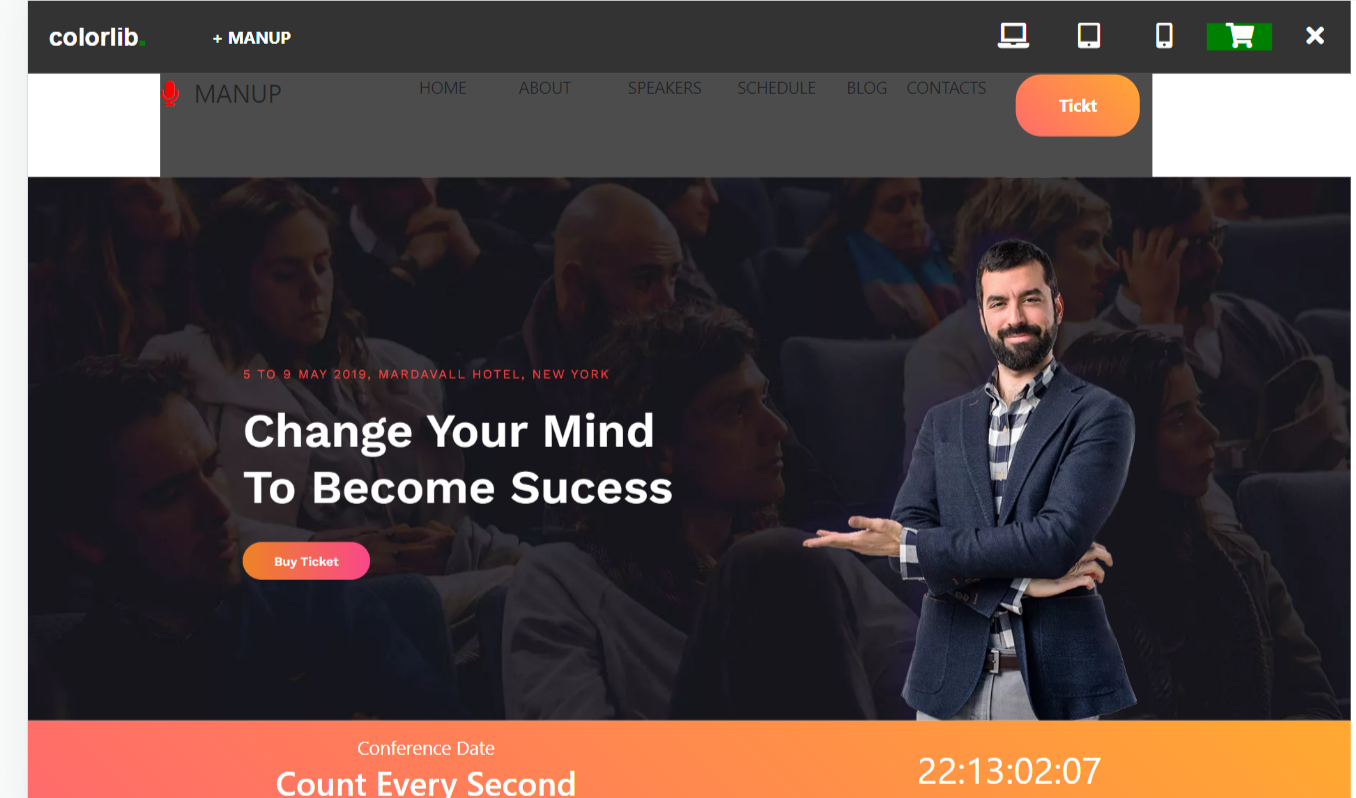 colorlib.
+ MANUP
MANUP
HOME ABOUT SPEAKERS SCHEDULE BLOG CONTACTS
Tickt
5 TO 9 MAY 2019, MARDAVALL HOTEL, NEW YORK
Change Your Mind
To Become Sucess
Buy Ticket
Conference Date
Count Every Second
22:13:02:07